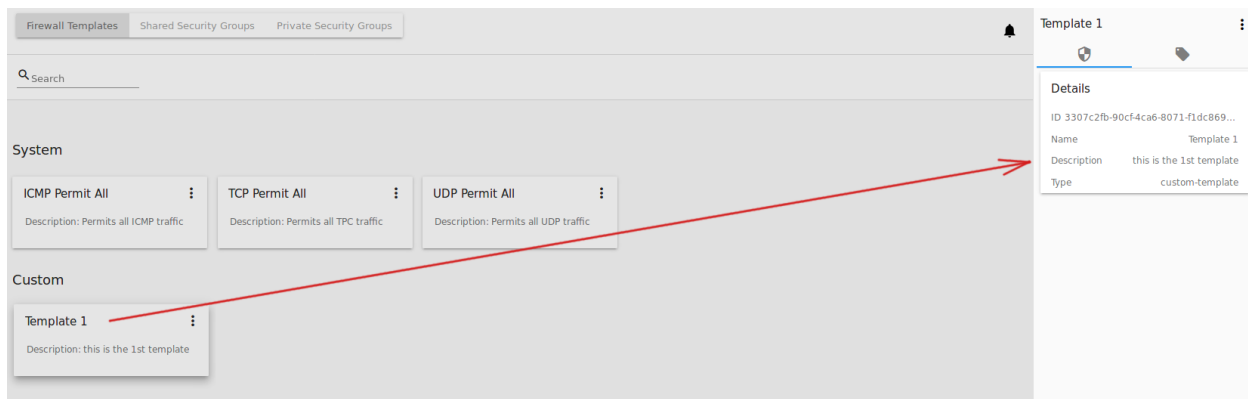 Firewall Templates Shared Security Groups Private Security Groups
Search
System
ICMP Permit All
Description: Permits all ICMP traffic
TCP Permit All
Description: Permits all TPC traffic
UDP Permit All
Description: Permits all UDP traffic
Custom
Template 1
Description: this is the 1st template
Template 1
Details
ID 3307c2fb-90cf-4ca6-8071-f1dc869...
Name Template 1
Description this is the 1st template
Type custom-template